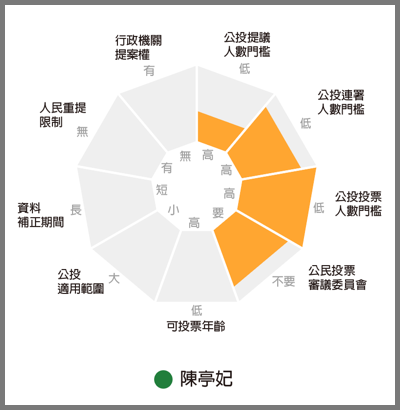 行政機關
提案權
有
公投提議
人數門檻
低
公投連署
人數門檻
低
公投投票
人數門檻
低
公民投票
審議委員會
不要
可投票年齡
低
公投
適用範圍
大
資料
補正期間
長
人民重提
限制
無
無
高
高
高
要
高
小
短
有
陳亭妃